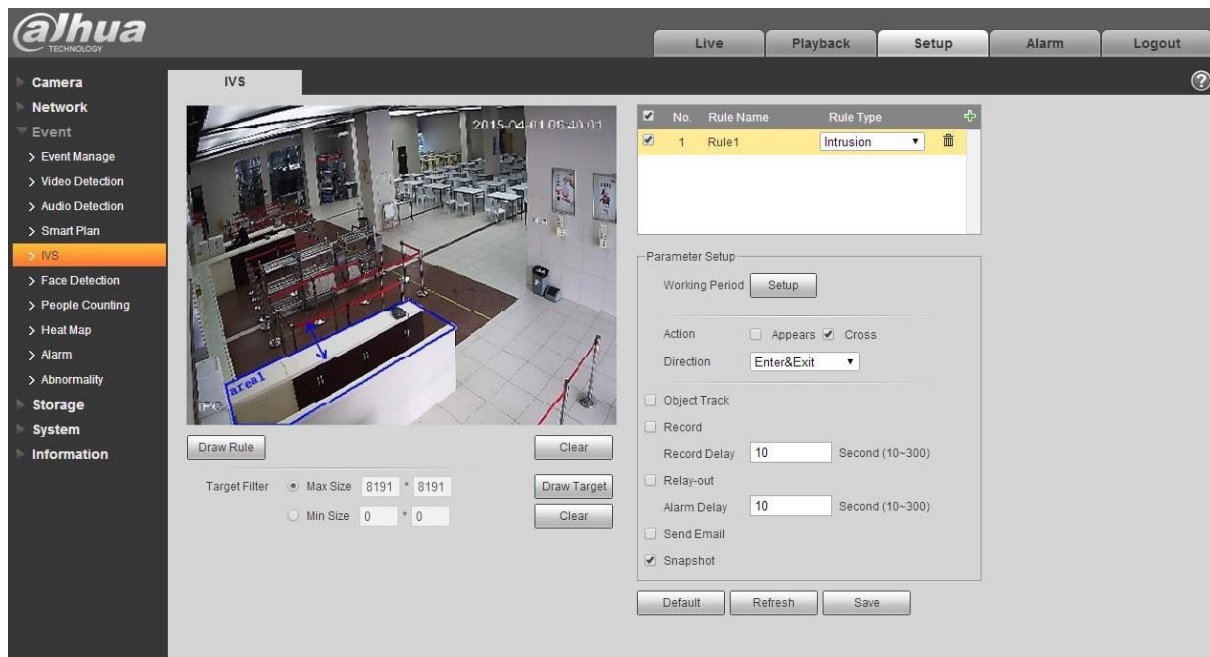 alhua
TECHNOLOGY
Live Playback Setup Alarm Logout
Camera
Network
Event
> Event Manage
> Video Detection
> Audio Detection
> Smart Plan
> IVS
> Face Detection
> People Counting
> Heat Map
> Alarm
> Abnormality
Storage
System
Information
IVS
?
2015-04-01 06:40:01
area1
IPC
Draw Rule Clear
Target Filter Max Size 8191 * 8191 Draw Target
Min Size 0 * 0 Clear
No. Rule Name Rule Type
1 Rule1 Intrusion
Parameter Setup
Working Period Setup
Action Appears Cross
Direction Enter&Exit
Object Track
Record
Record Delay 10 Second (10~300)
Relay-out
Alarm Delay 10 Second (10~300)
Send Email
Snapshot
Default Refresh Save